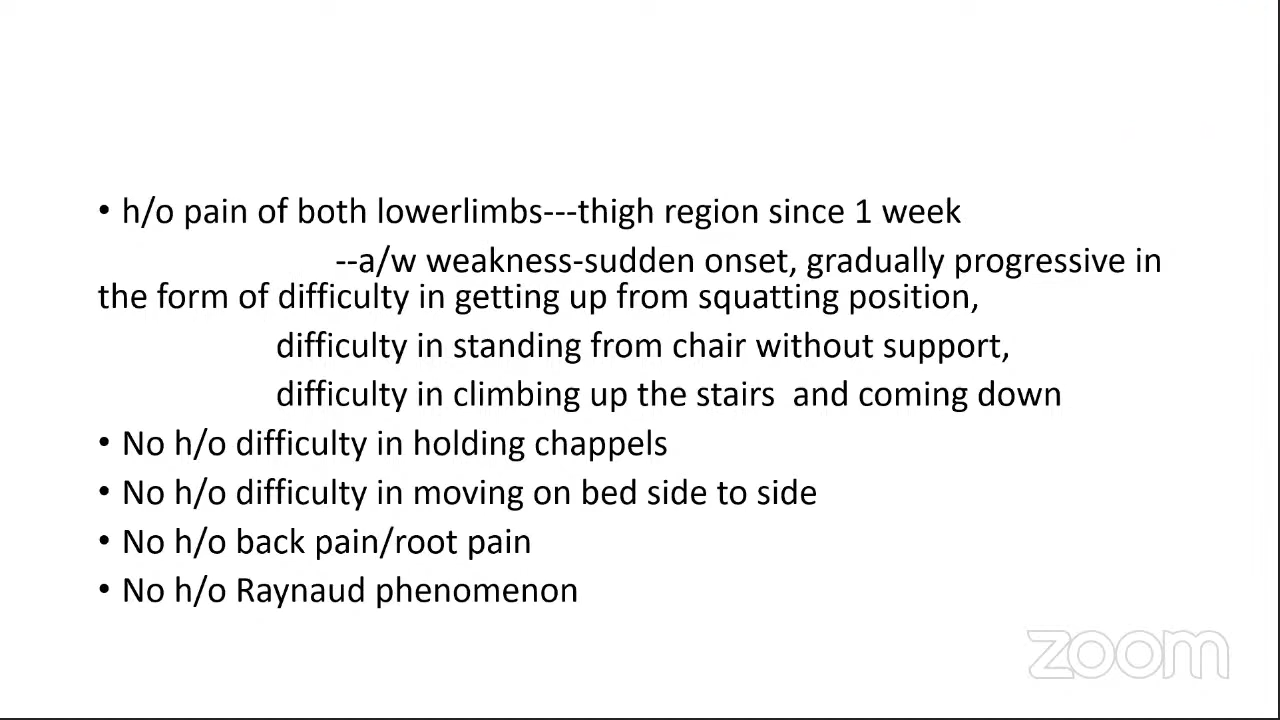 • h/o pain of both lowerlimbs---thigh region since 1 week
--a/w weakness-sudden onset, gradually progressive in
the form of difficulty in getting up from squatting position,
difficulty in standing from chair without support,
difficulty in climbing up the stairs  and coming down
• No h/o difficulty in holding chappels
• No h/o difficulty in moving on bed side to side
• No h/o back pain/root pain
• No h/o Raynaud phenomenon
zoom